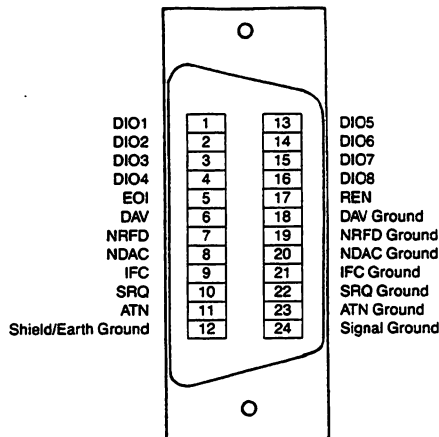 DIO1 1 13 DIO5
DIO2 2 14 DIO6
DIO3 3 15 DIO7
DIO4 4 16 DIO8
EOI 5 17 REN
DAV 6 18 DAV Ground
NRFD 7 19 NRFD Ground
NDAC 8 20 NDAC Ground
IFC 9 21 IFC Ground
SRQ 10 22 SRQ Ground
ATN 11 23 ATN Ground
Shield/Earth Ground 12 24 Signal Ground